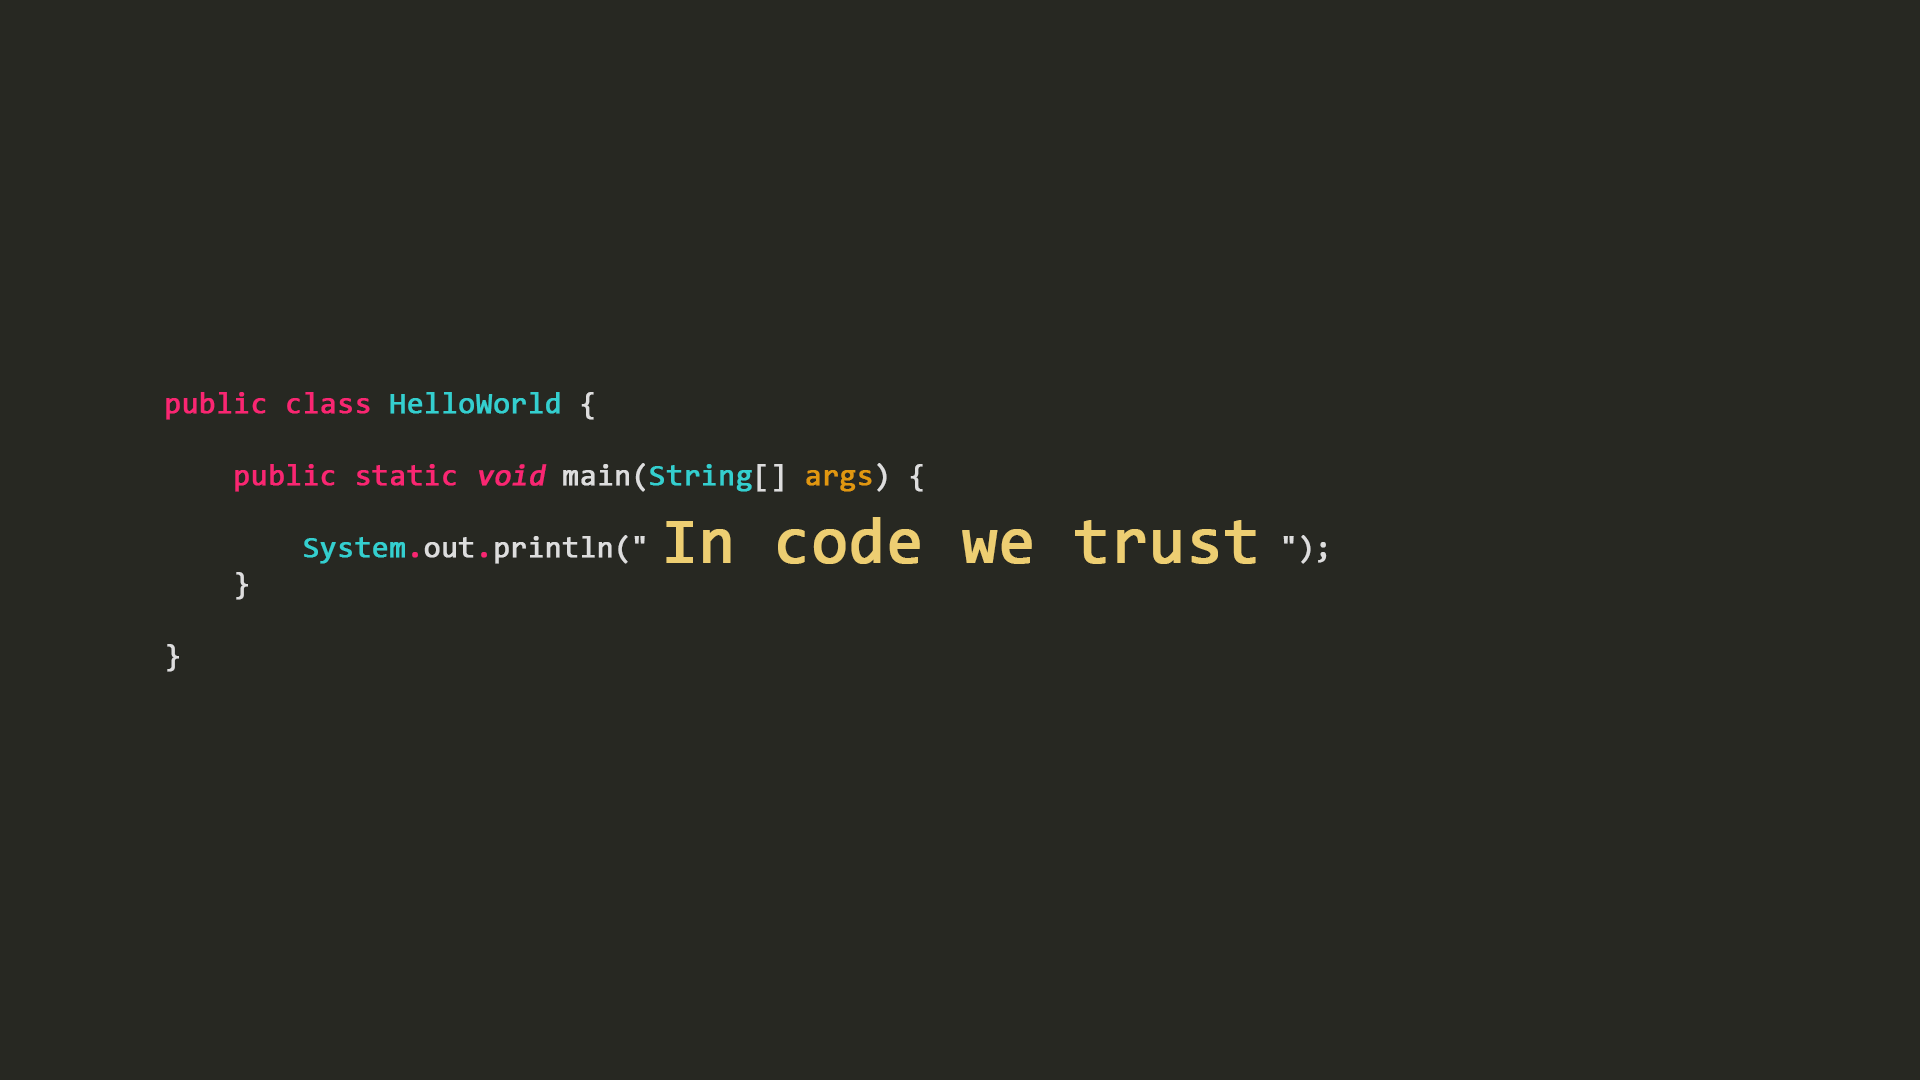 public class HelloWorld {
public static void main(String[] args) {
System.out.println(" In code we trust ");
}
}